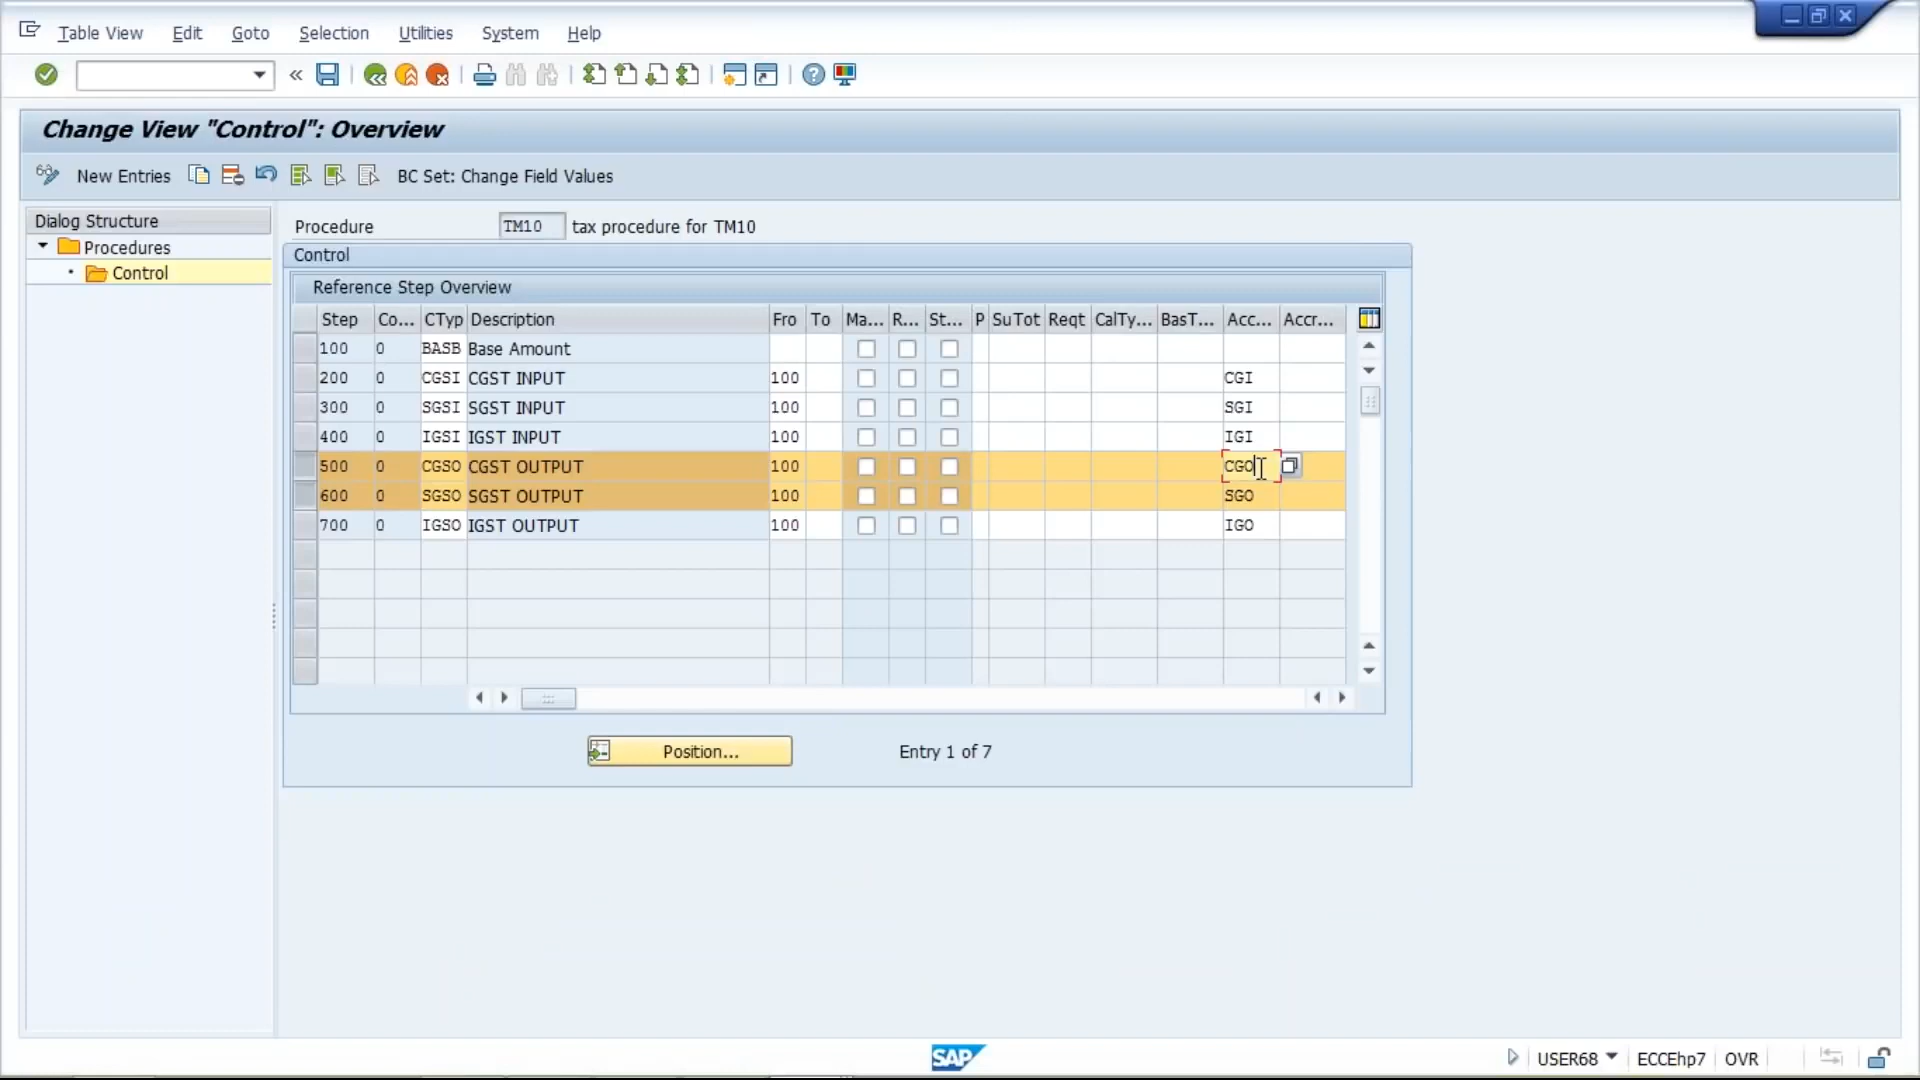 Table View Edit Goto Selection Utilities System Help
Change View "Control": Overview
New Entries BC Set: Change Field Values
Dialog Structure
Procedures
Control
Procedure TM10 tax procedure for TM10
Control
Reference Step Overview
Step Co... CTyp Description Fro To Ma... R... St... P SuTot Reqt CalTy... BasT... Acc... Accr...
100 0 BASB Base Amount
200 0 CGSI CGST INPUT 100 CGI
300 0 SGSI SGST INPUT 100 SGI
400 0 IGSI IGST INPUT 100 IGI
500 0 CGSO CGST OUTPUT 100 CGO
600 0 SGSO SGST OUTPUT 100 SGO
700 0 IGSO IGST OUTPUT 100 IGO
Position... Entry 1 of 7
SAP USER68 ECCEhp7 OVR